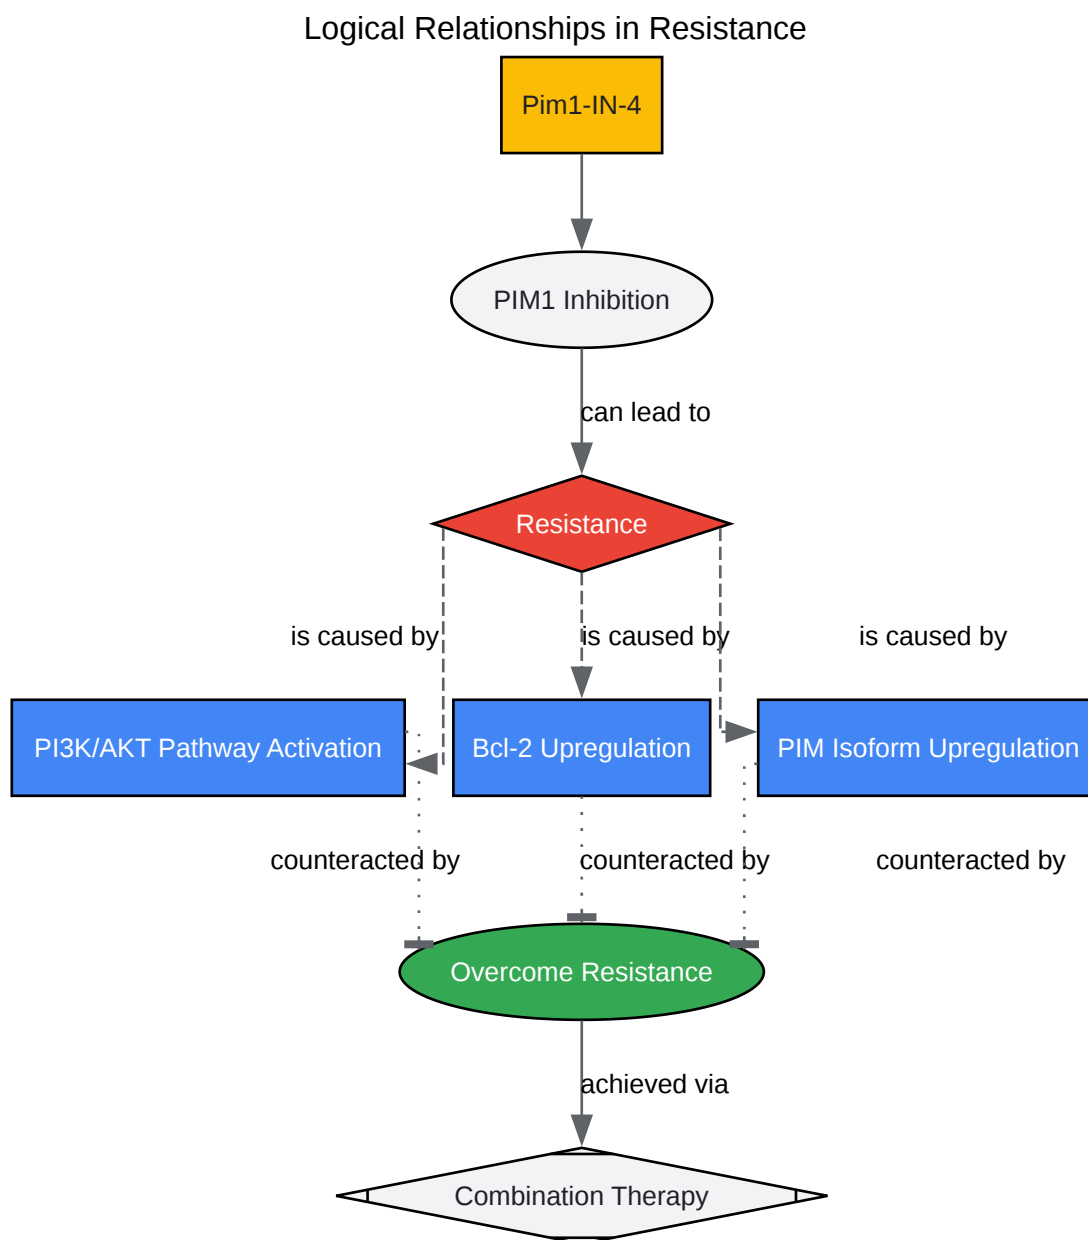 Logical Relationships in Resistance
Pim1-IN-4
PIM1 Inhibition
can lead to
Resistance
is caused by
is caused by
is caused by
PI3K/AKT Pathway Activation
Bcl-2 Upregulation
PIM Isoform Upregulation
counteracted by
counteracted by
counteracted by
Overcome Resistance
achieved via
Combination Therapy